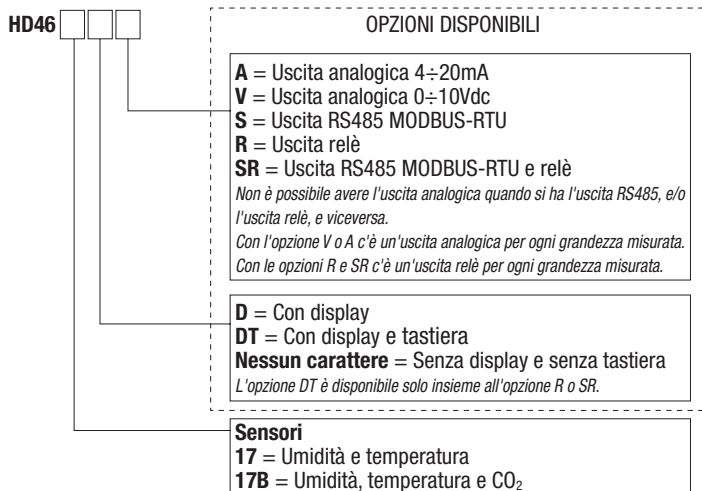 HD46
OPZIONI DISPONIBILI
A = Uscita analogica 4÷20mA
V = Uscita analogica 0÷10Vdc
S = Uscita RS485 MODBUS-RTU
R = Uscita relè
SR = Uscita RS485 MODBUS-RTU e relè
Non è possibile avere l'uscita analogica quando si ha l'uscita RS485, e/o
l'uscita relè, e viceversa.
Con l'opzione V o A c'è un'uscita analogica per ogni grandezza misurata.
Con le opzioni R e SR c'è un'uscita relè per ogni grandezza misurata.
D = Con display
DT = Con display e tastiera
Nessun carattere = Senza display e senza tastiera
L'opzione DT è disponibile solo insieme all'opzione R o SR.
Sensori
17 = Umidità e temperatura
17B = Umidità, temperatura e CO₂